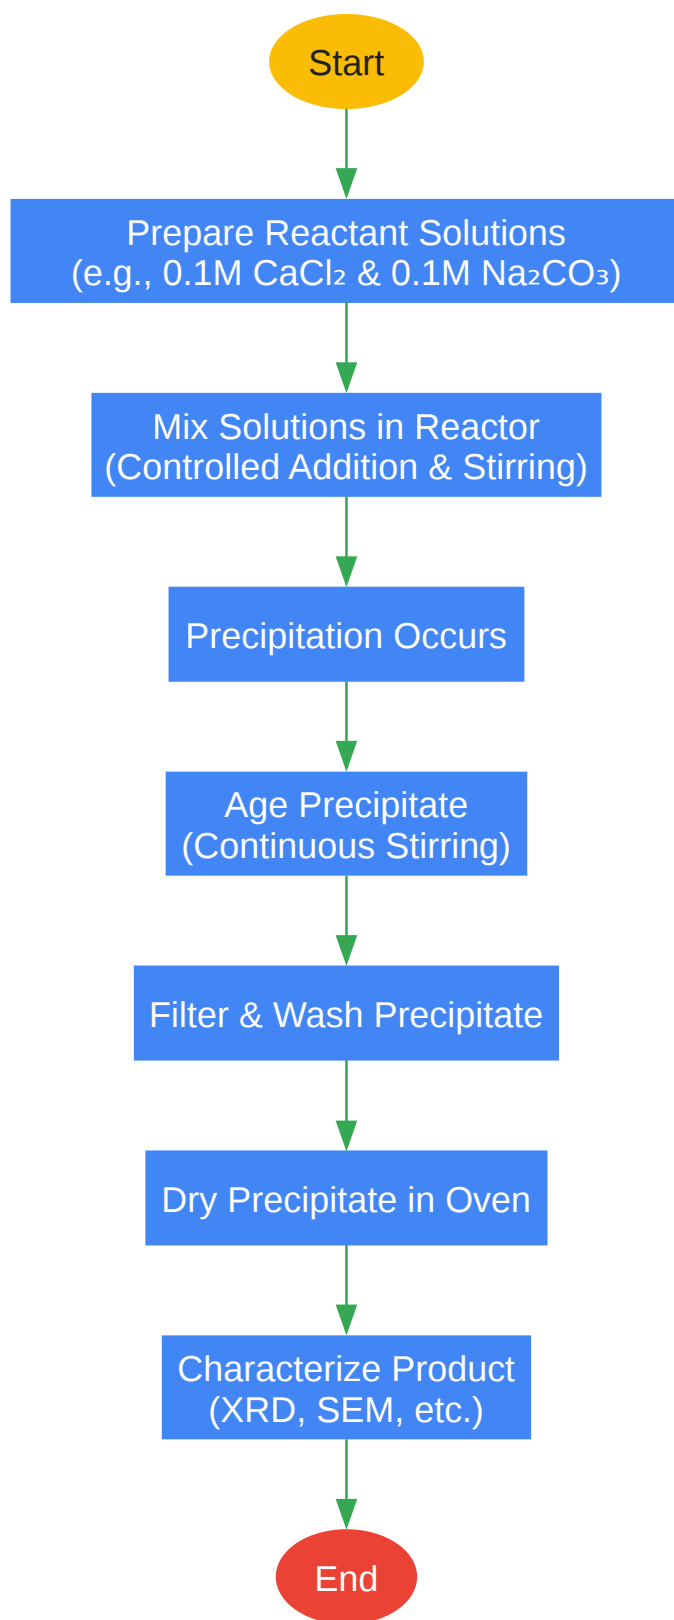 Start
Prepare Reactant Solutions
(e.g., 0.1M CaCl₂ & 0.1M Na₂CO₃)
Mix Solutions in Reactor
(Controlled Addition & Stirring)
Precipitation Occurs
Age Precipitate
(Continuous Stirring)
Filter & Wash Precipitate
Dry Precipitate in Oven
Characterize Product
(XRD, SEM, etc.)
End